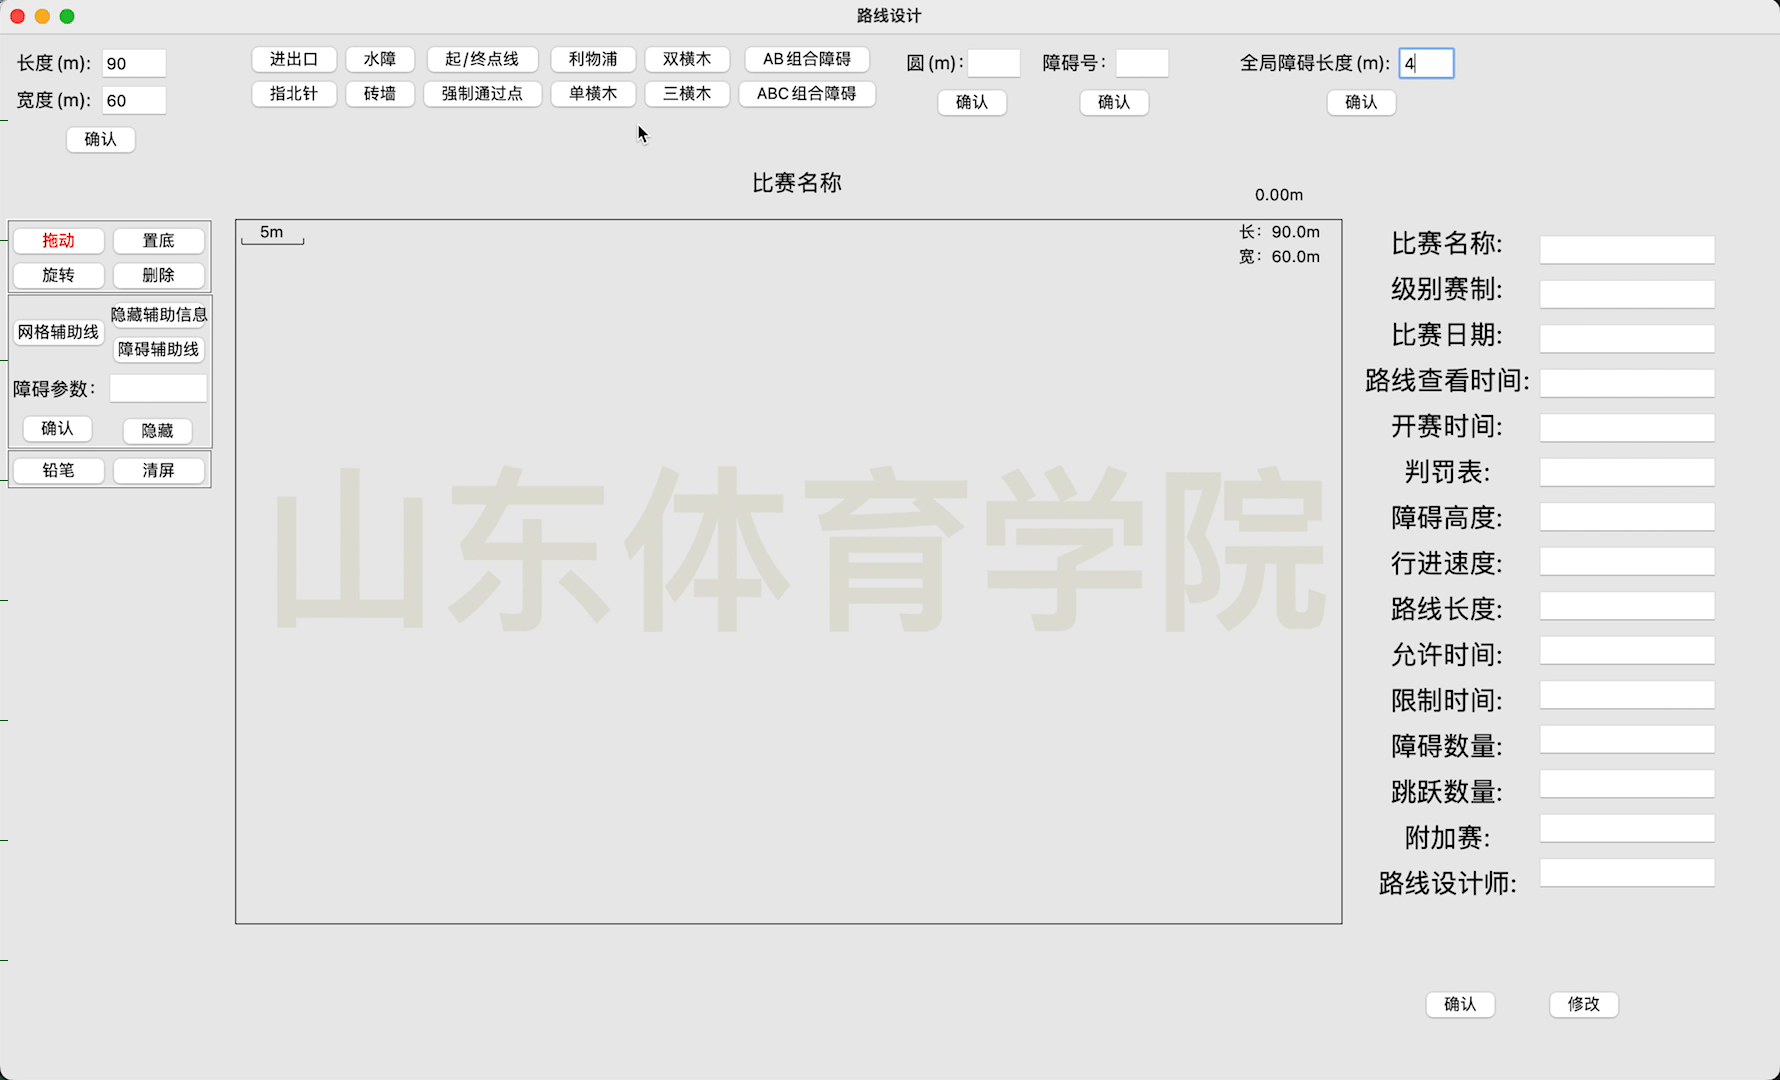 路线设计
长度(m): 90
宽度(m): 60
确认
进出口 水障 起/终点线 利物浦 双横木 AB组合障碍
指北针 砖墙 强制通过点 单横木 三横木 ABC组合障碍
圆(m): 障碍号: 全局障碍长度(m): 4
确认 确认 确认
比赛名称
0.00m
5m
长: 90.0m
宽: 60.0m
拖动 置底
旋转 删除
网格辅助线 隐藏辅助信息
障碍辅助线
障碍参数:
确认 隐藏
铅笔 清屏
山东体育学院
比赛名称:
级别赛制:
比赛日期:
路线查看时间:
开赛时间:
判罚表:
障碍高度:
行进速度:
路线长度:
允许时间:
限制时间:
障碍数量:
跳跃数量:
附加赛:
路线设计师:
确认 修改